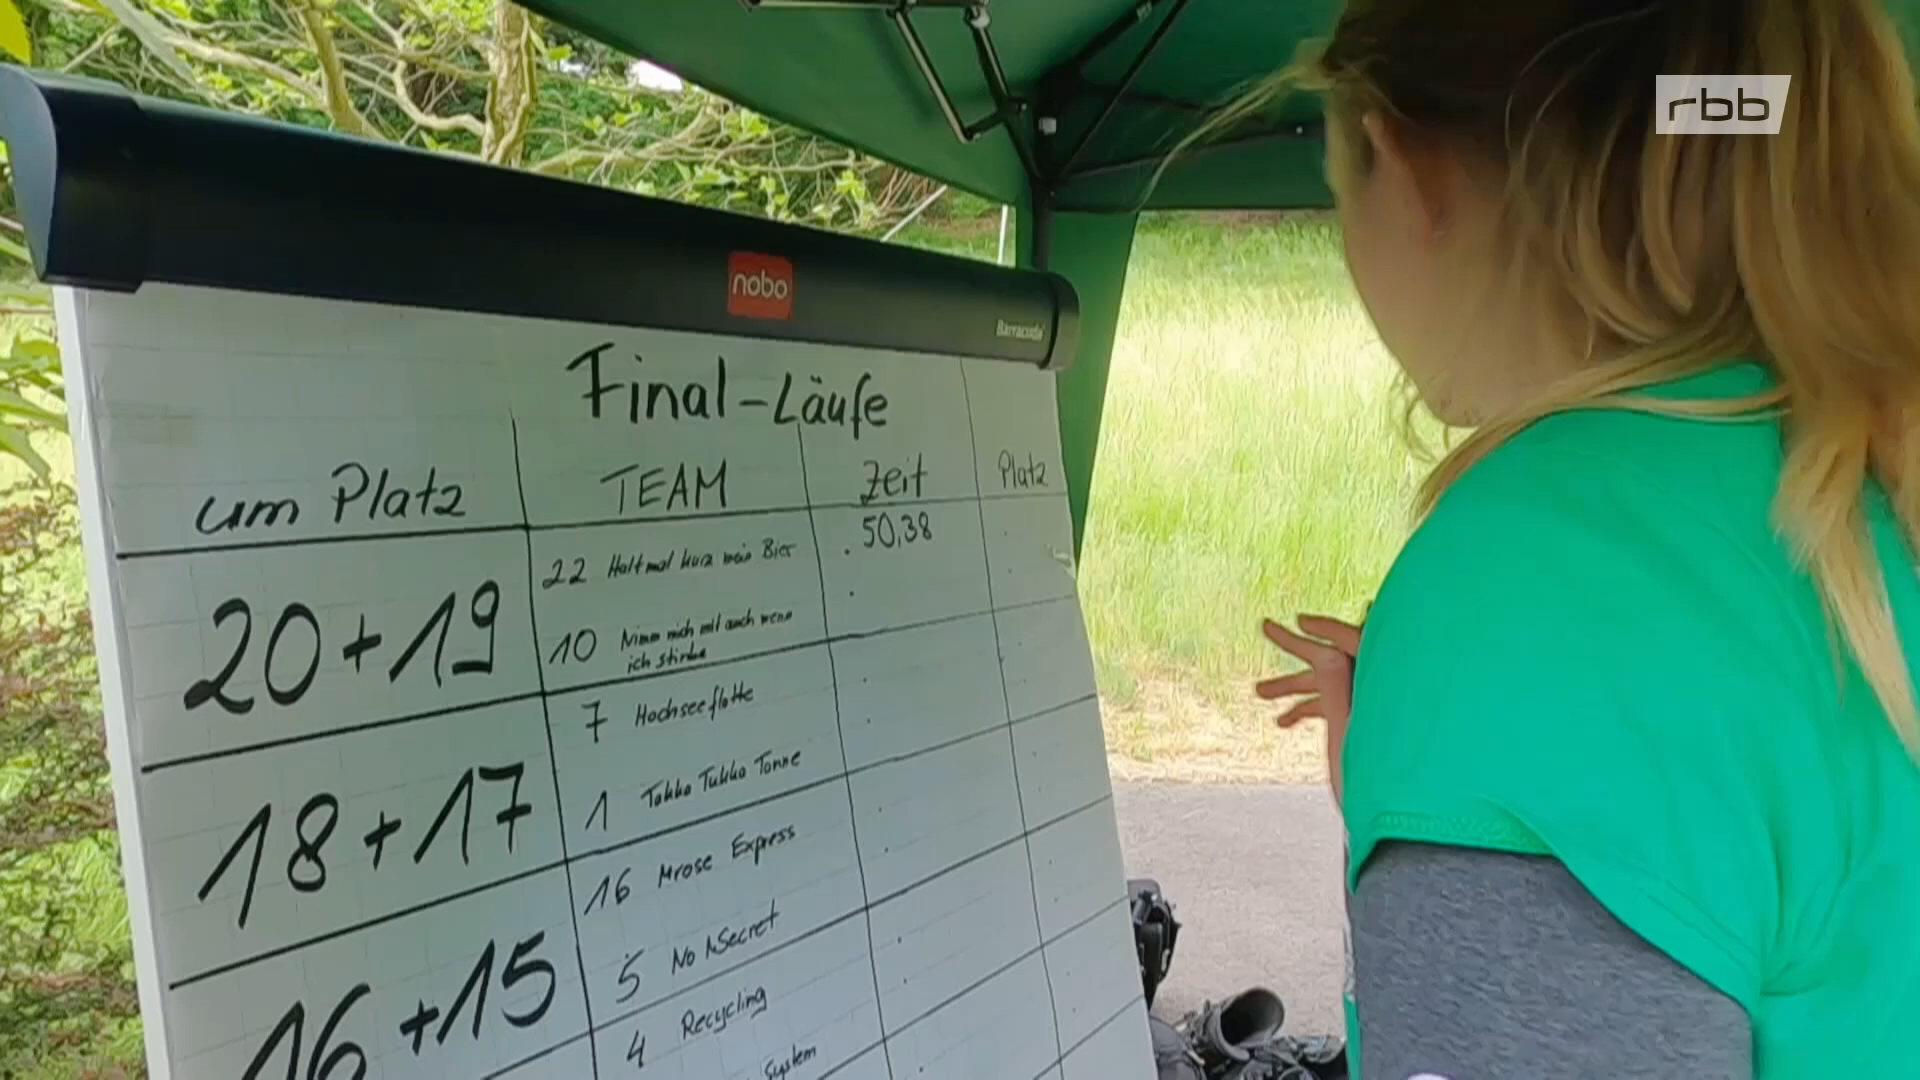 rbb
nobo
Barracuda
Final-Läufe
um Platz TEAM Zeit Platz
20+19 22 Halt mal kurz mein Bier 50,38
10 Nimm mich mit auch wenn
ich sterbe
18+17 7 Hochseeflotte
1 Takka Tukka Tonne
16+15 16 Mrose Express
5 No Secret
4 Recycling
System